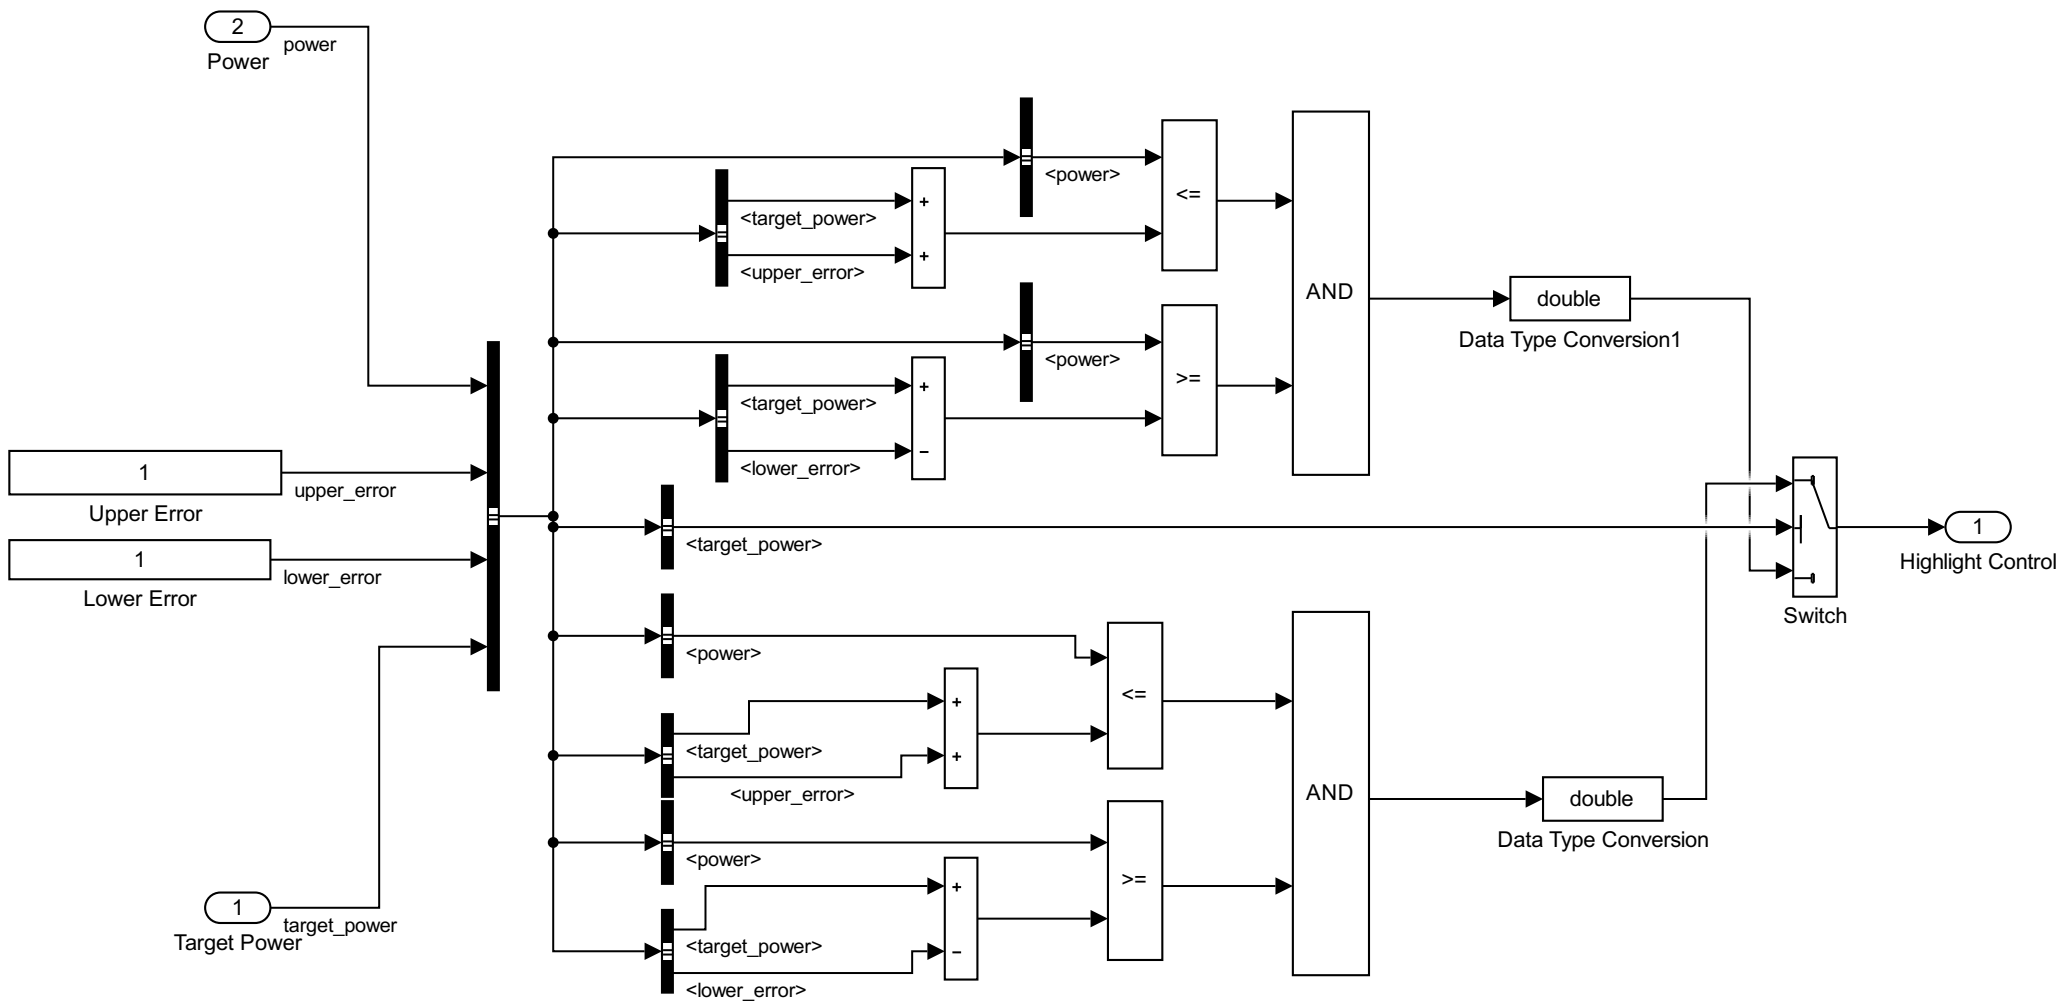 2
power
Power
<power>
<=
<target_power>
+
<upper_error>
+
AND
double
Data Type Conversion1
<power>
>=
<target_power>
+
<lower_error>
−
1
upper_error
Upper Error
1
lower_error
Lower Error
<target_power>
1
Highlight Control
Switch
<power>
<=
+
<target_power>
+
<upper_error>
AND
double
Data Type Conversion
<power>
>=
+
<target_power>
−
<lower_error>
1
target_power
Target Power